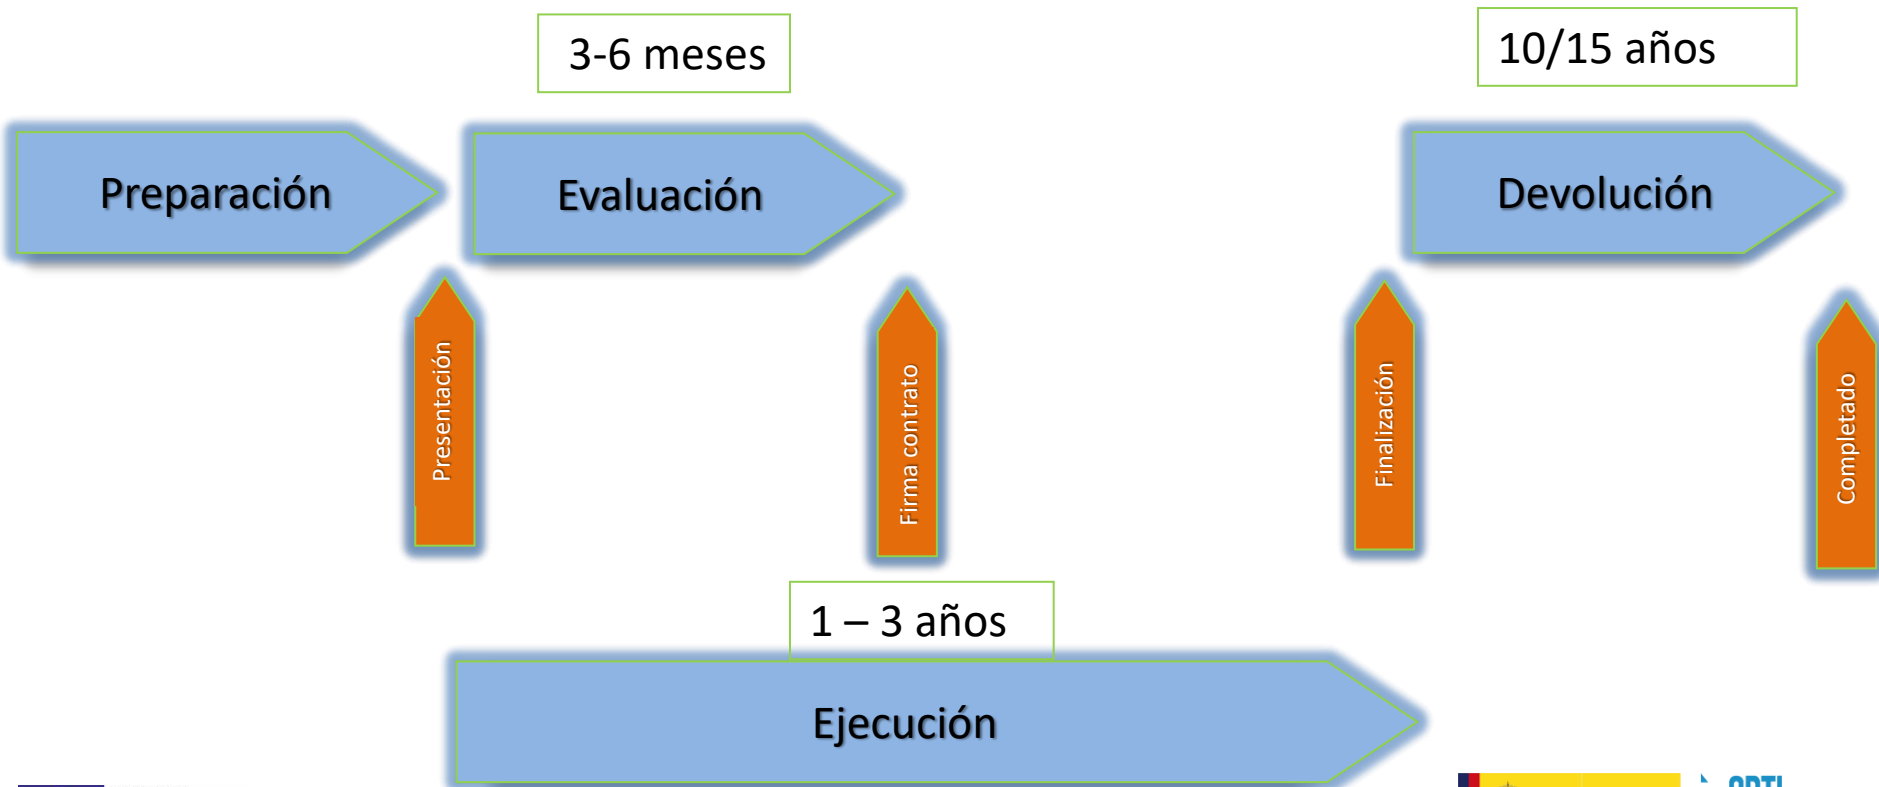 3-6 meses
10/15 años
Preparación
Evaluación
Devolución
Presentación
Firma contrato
Finalización
Completado
1 – 3 años
Ejecución